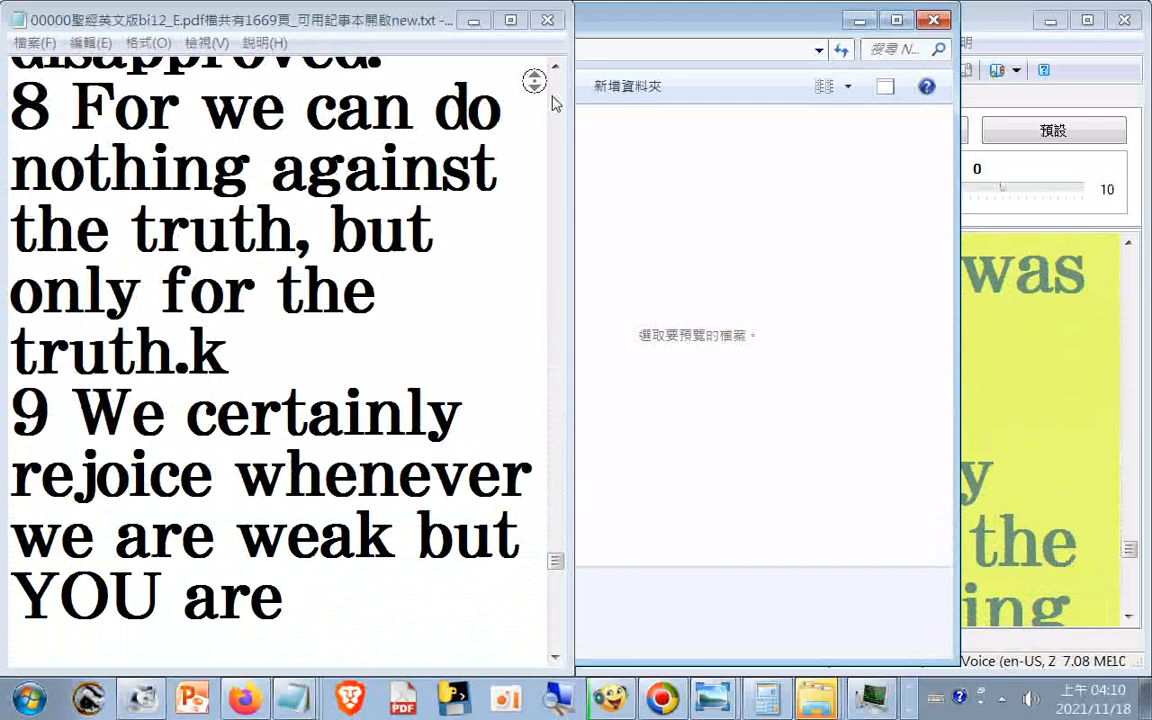 00000聖經英文版bi12_E.pdf檔共有1669頁_可用記事本開啟new.txt -...
檔案(F) 編輯(E) 格式(O) 檢視(V) 說明(H)
disapproved.
8 For we can do
nothing against
the truth, but
only for the
truth.k
9 We certainly
rejoice whenever
we are weak but
YOU are
搜尋 N...
新增資料夾
選取要預覽的檔案。
明
預設
0
10
was
y
the
ing
Voice (en-US, Z 7.08 ME1C
PDF
上午 04:10
2021/11/18